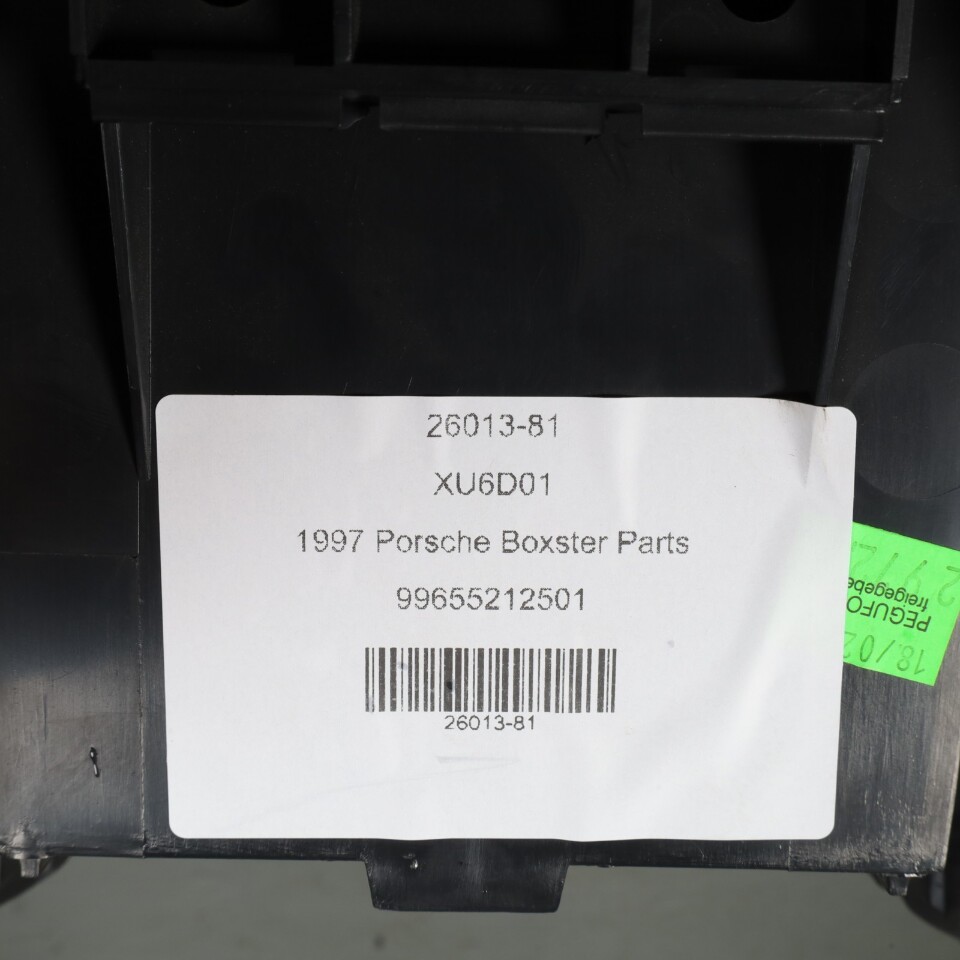 26013-81
XU6D01
1997 Porsche Boxster Parts
99655212501
26013-81
18./02
PEGUFO
freigegebe